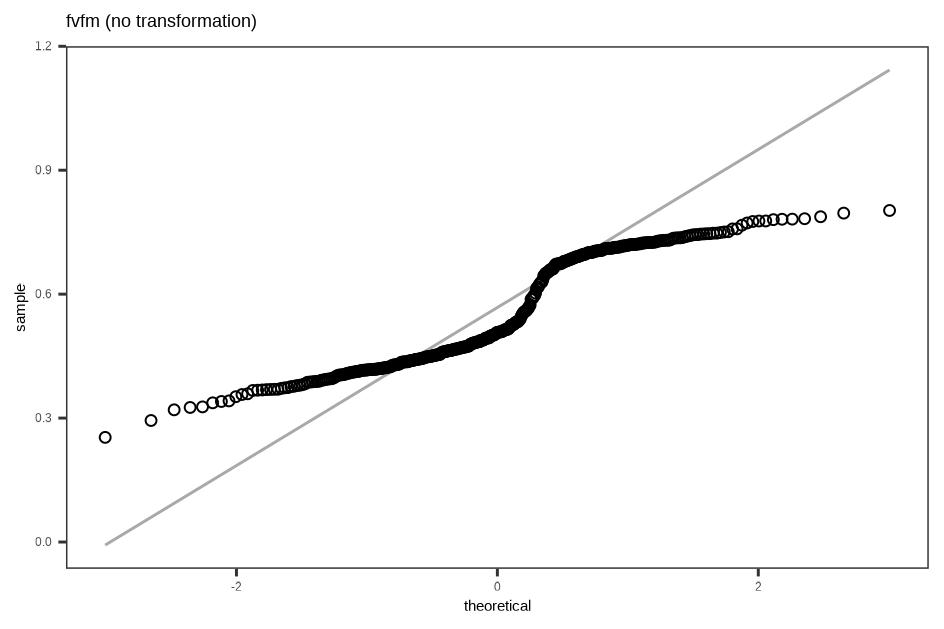 fvfm (no transformation)
1.2
0.9
0.6
0.3
0.0
sample
-2
0
2
theoretical